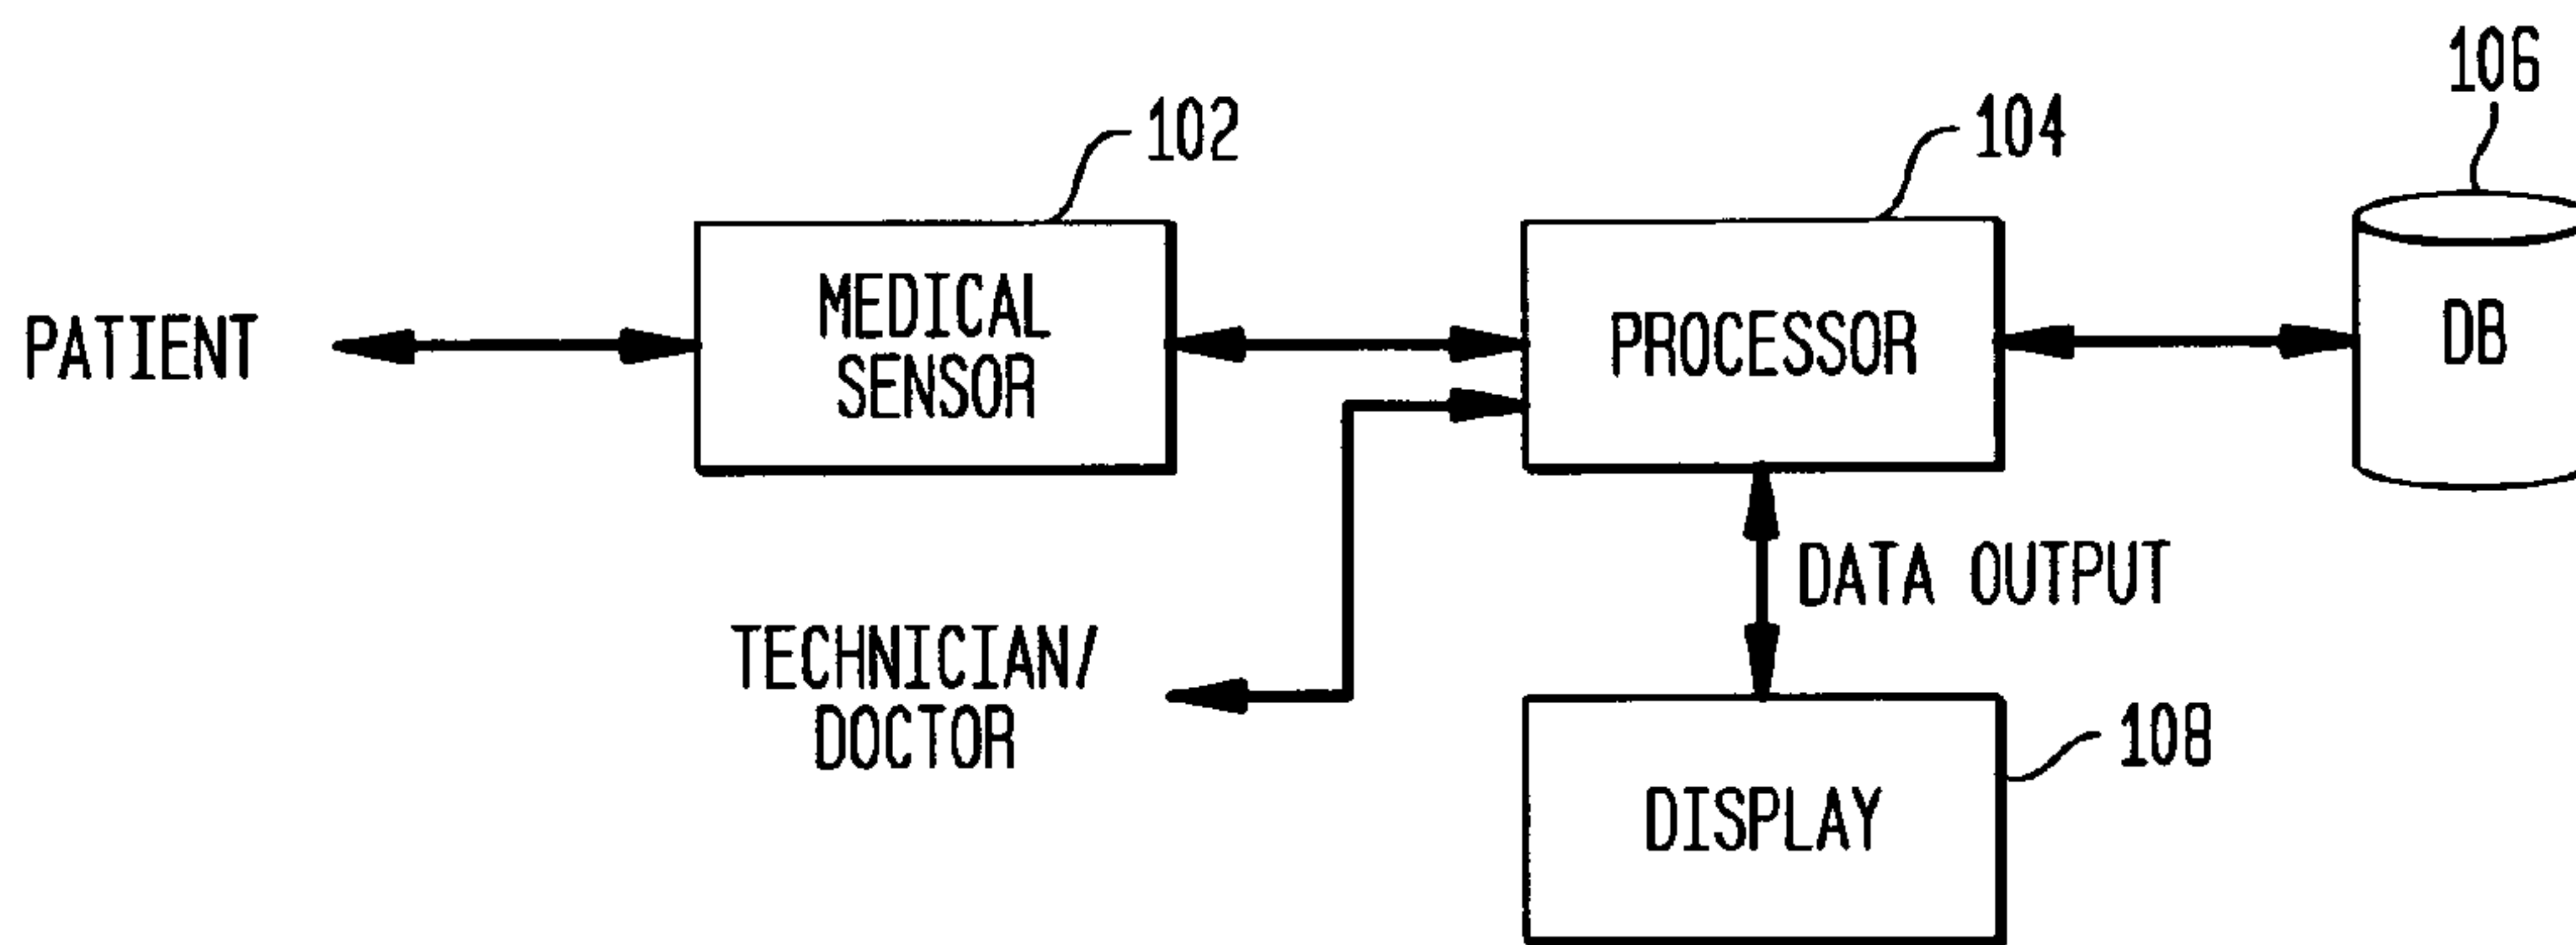 106
102
104
PATIENT
MEDICAL
SENSOR
PROCESSOR
DB
DATA OUTPUT
TECHNICIAN/
DOCTOR
108
DISPLAY